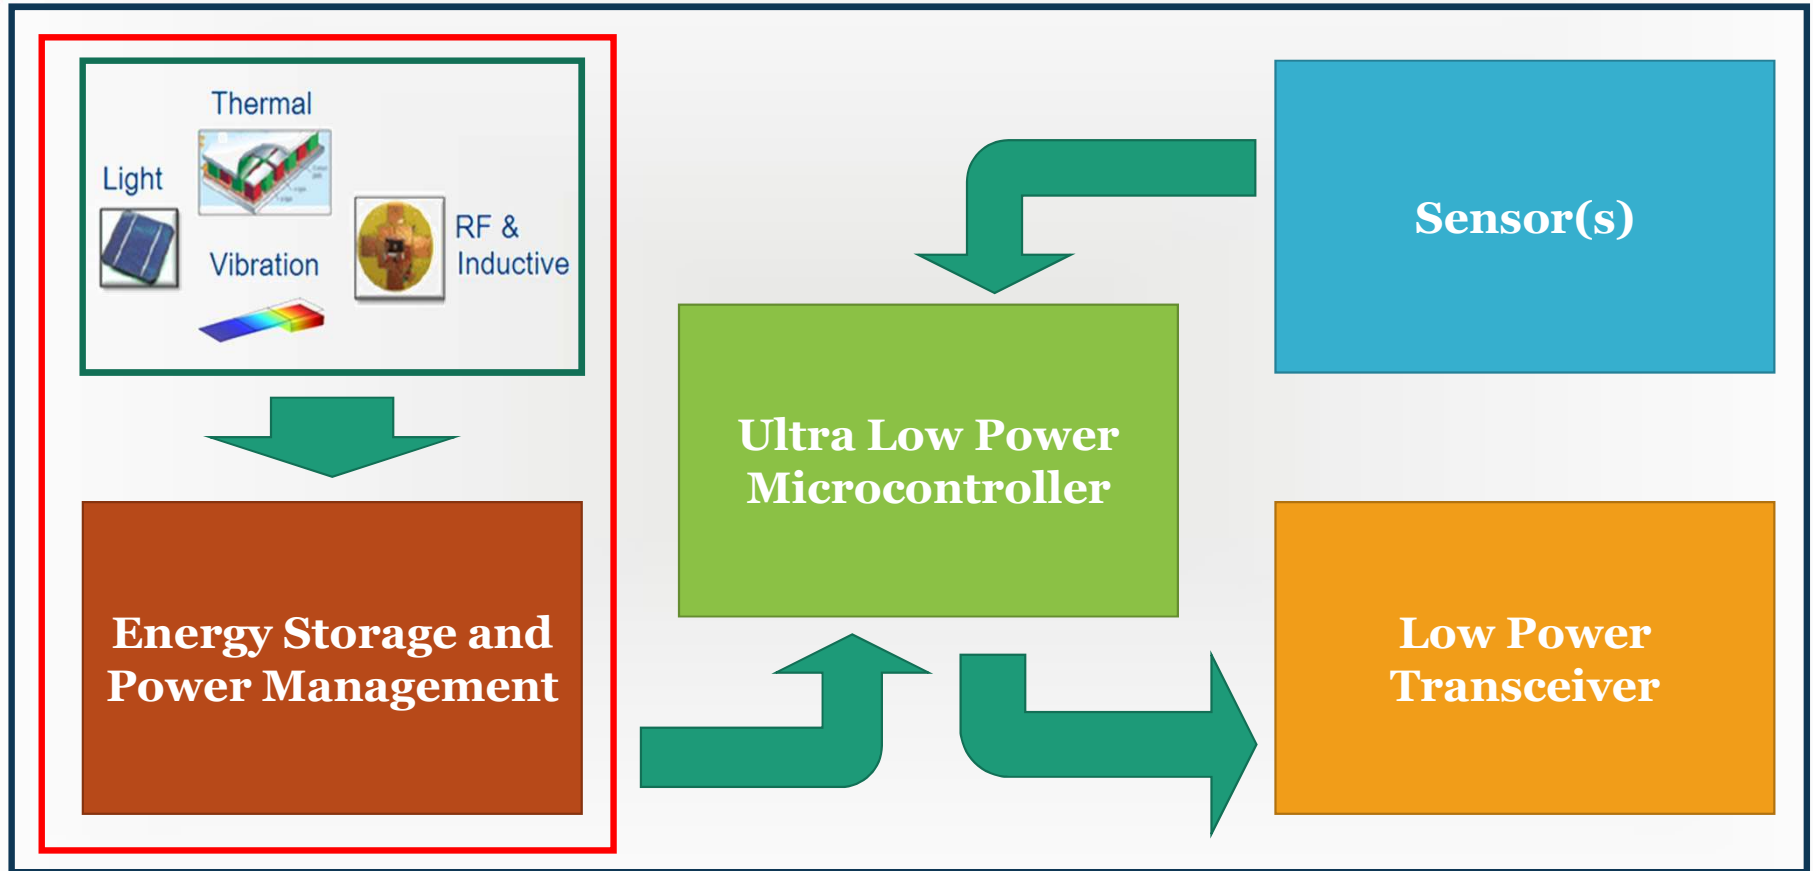 Thermal
Light
Vibration
RF &
Inductive
Sensor(s)
Ultra Low Power
Microcontroller
Energy Storage and
Power Management
Low Power
Transceiver